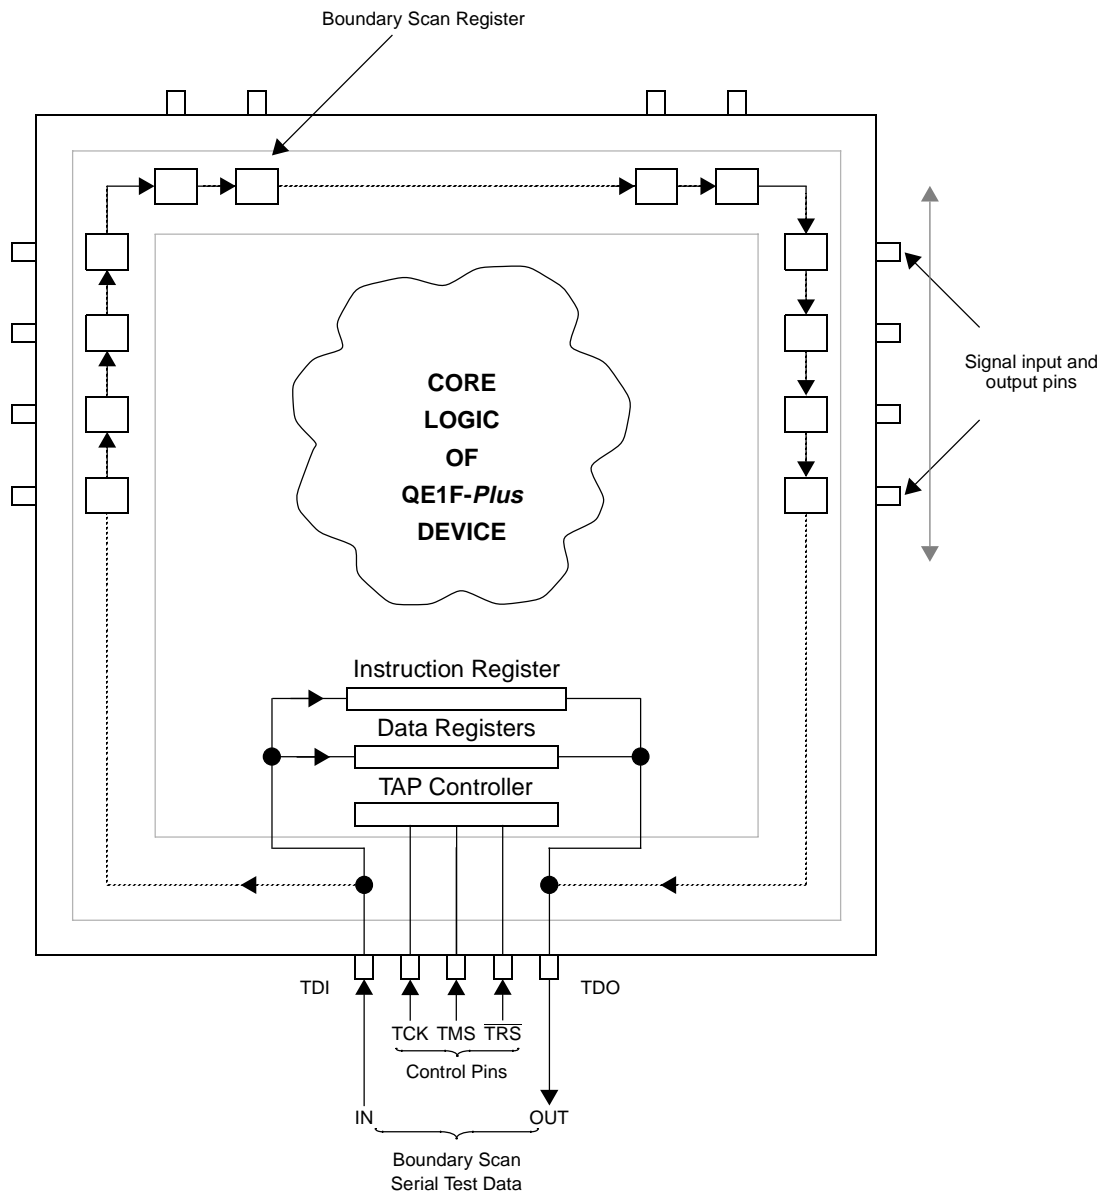 Boundary Scan Register
Signal input and
output pins
CORE
LOGIC
OF
QE1F-Plus
DEVICE
Instruction Register
Data Registers
TAP Controller
TDI
TDO
TCK TMS T̅R̅S̅
Control Pins
IN
OUT
Boundary Scan
Serial Test Data